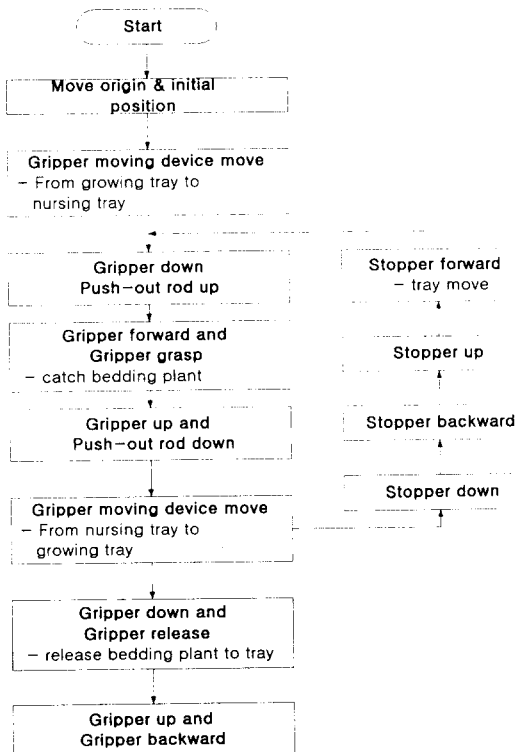 Start
Move origin & initial
position
Gripper moving device move
- From growing tray to
nursing tray
Gripper down
Push-out rod up
Gripper forward and
Gripper grasp
- catch bedding plant
Gripper up and
Push-out rod down
Gripper moving device move
- From nursing tray to
growing tray
Gripper down and
Gripper release
- release bedding plant to tray
Gripper up and
Gripper backward
Stopper forward
- tray move
Stopper up
Stopper backward
Stopper down